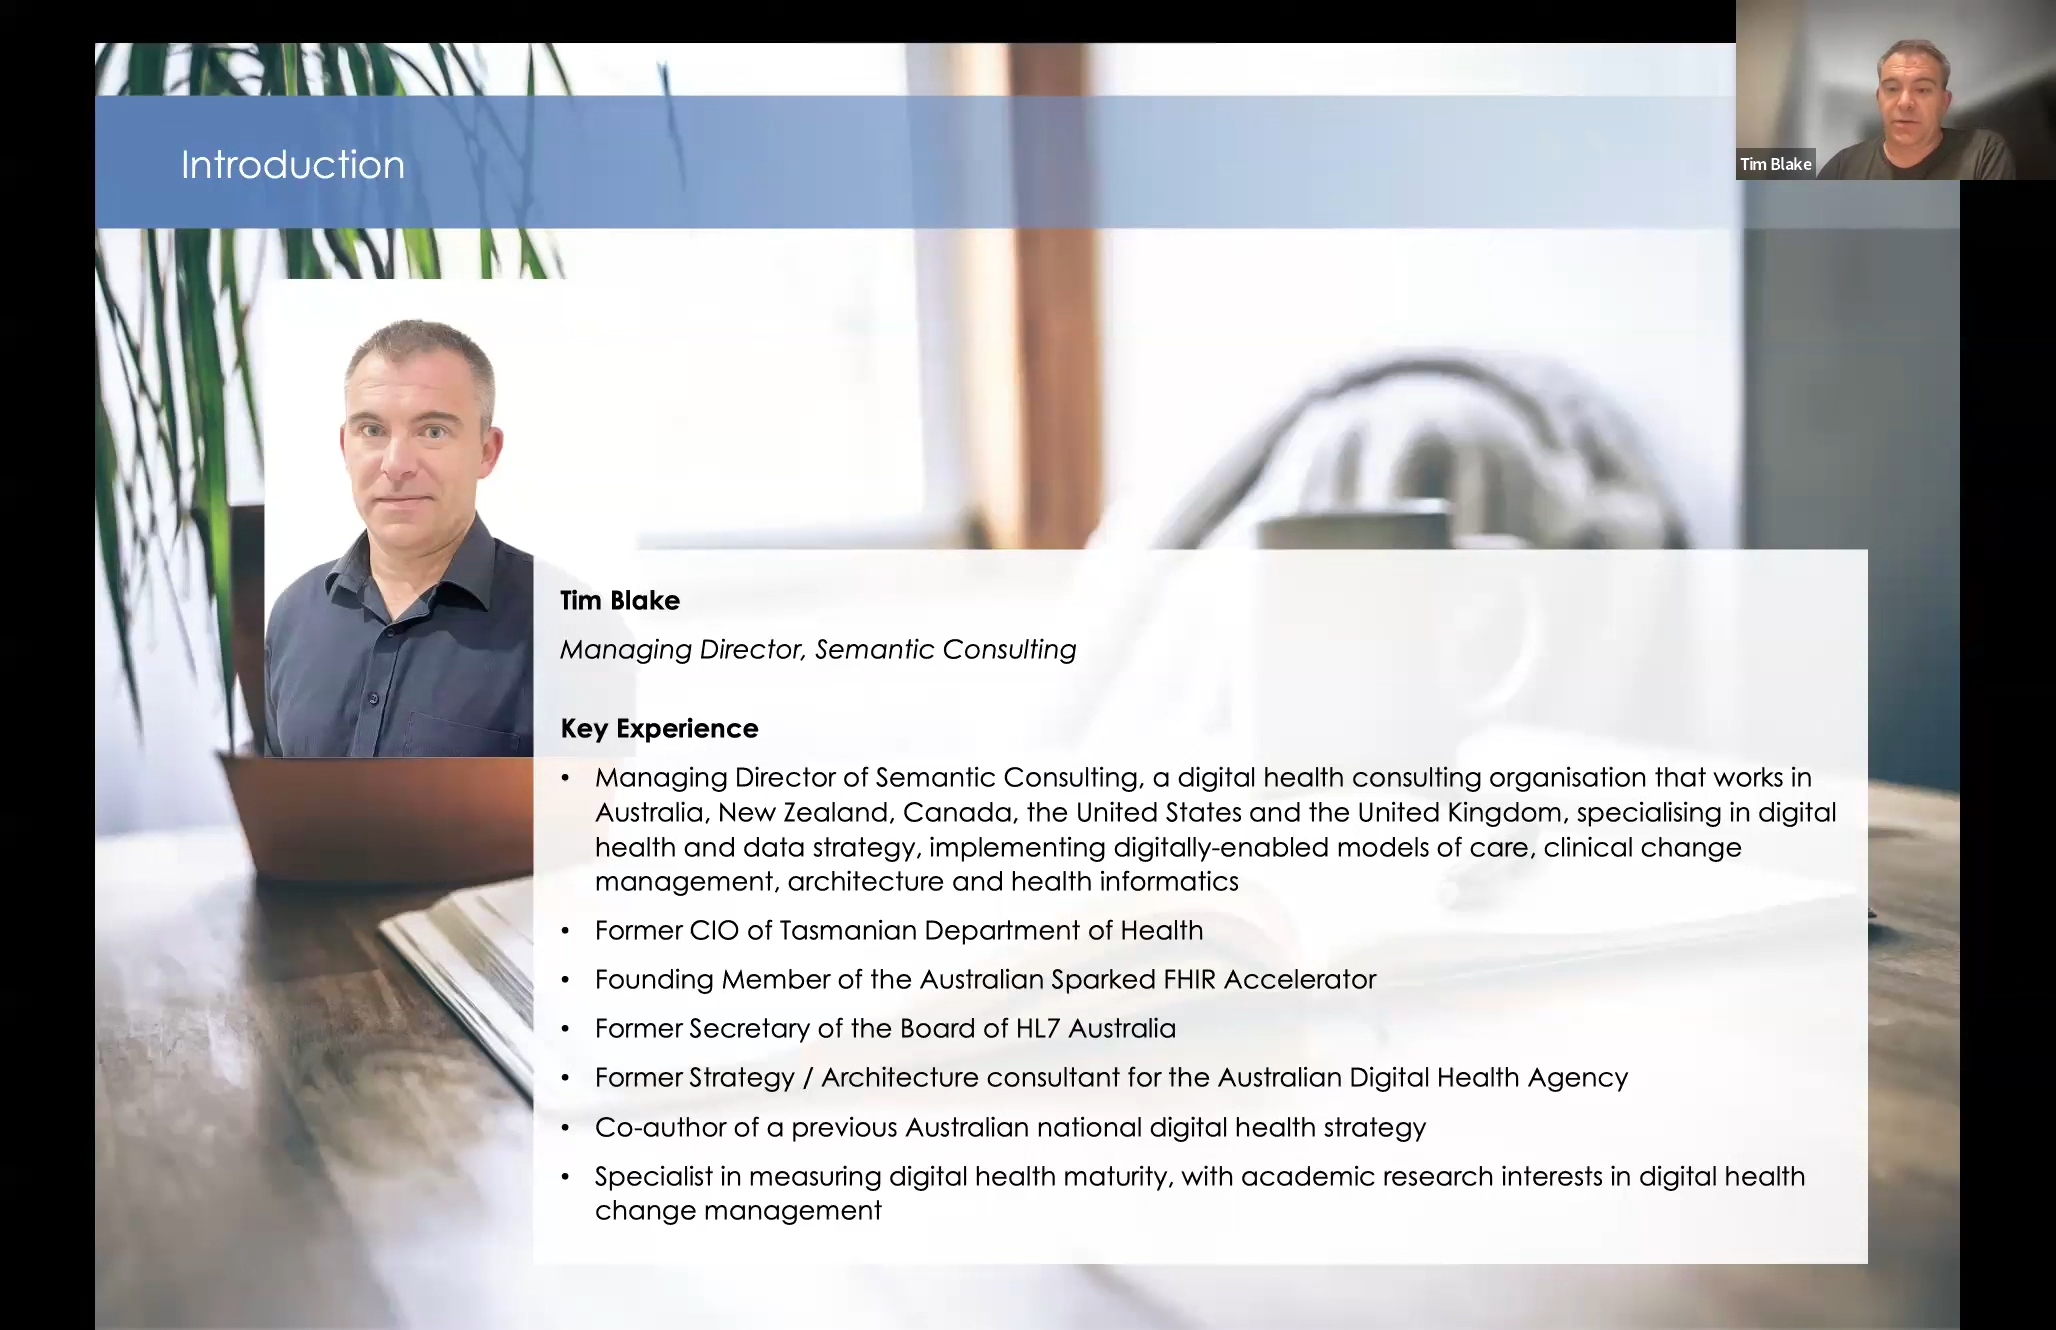 Introduction
Tim Blake
Tim Blake
Managing Director, Semantic Consulting
Key Experience
• Managing Director of Semantic Consulting, a digital health consulting organisation that works in
Australia, New Zealand, Canada, the United States and the United Kingdom, specialising in digital
health and data strategy, implementing digitally-enabled models of care, clinical change
management, architecture and health informatics
• Former CIO of Tasmanian Department of Health
• Founding Member of the Australian Sparked FHIR Accelerator
• Former Secretary of the Board of HL7 Australia
• Former Strategy / Architecture consultant for the Australian Digital Health Agency
• Co-author of a previous Australian national digital health strategy
• Specialist in measuring digital health maturity, with academic research interests in digital health
change management